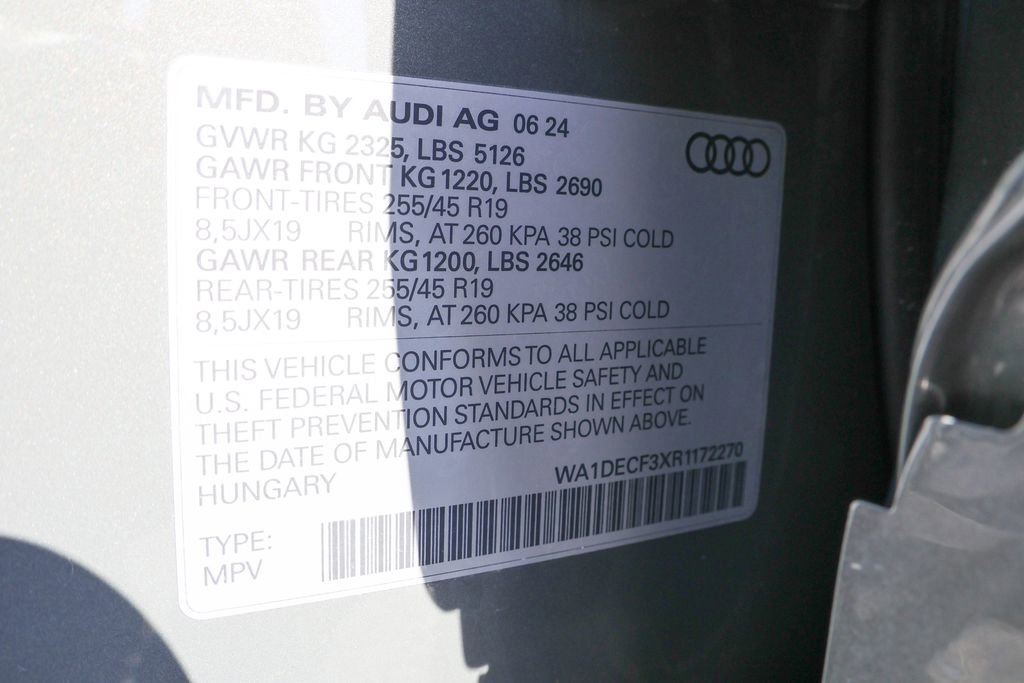 MFD. BY AUDI AG 06 24
GVWR KG 2325, LBS 5126
GAWR FRONT KG 1220, LBS 2690
FRONT-TIRES 255/45 R19
8,5JX19 RIMS, AT 260 KPA 38 PSI COLD
GAWR REAR KG 1200, LBS 2646
REAR-TIRES 255/45 R19
8,5JX19 RIMS, AT 260 KPA 38 PSI COLD
THIS VEHICLE CONFORMS TO ALL APPLICABLE
U.S. FEDERAL MOTOR VEHICLE SAFETY AND
THEFT PREVENTION STANDARDS IN EFFECT ON
THE DATE OF MANUFACTURE SHOWN ABOVE.
HUNGARY WA1DECF3XR1172270
TYPE:
MPV